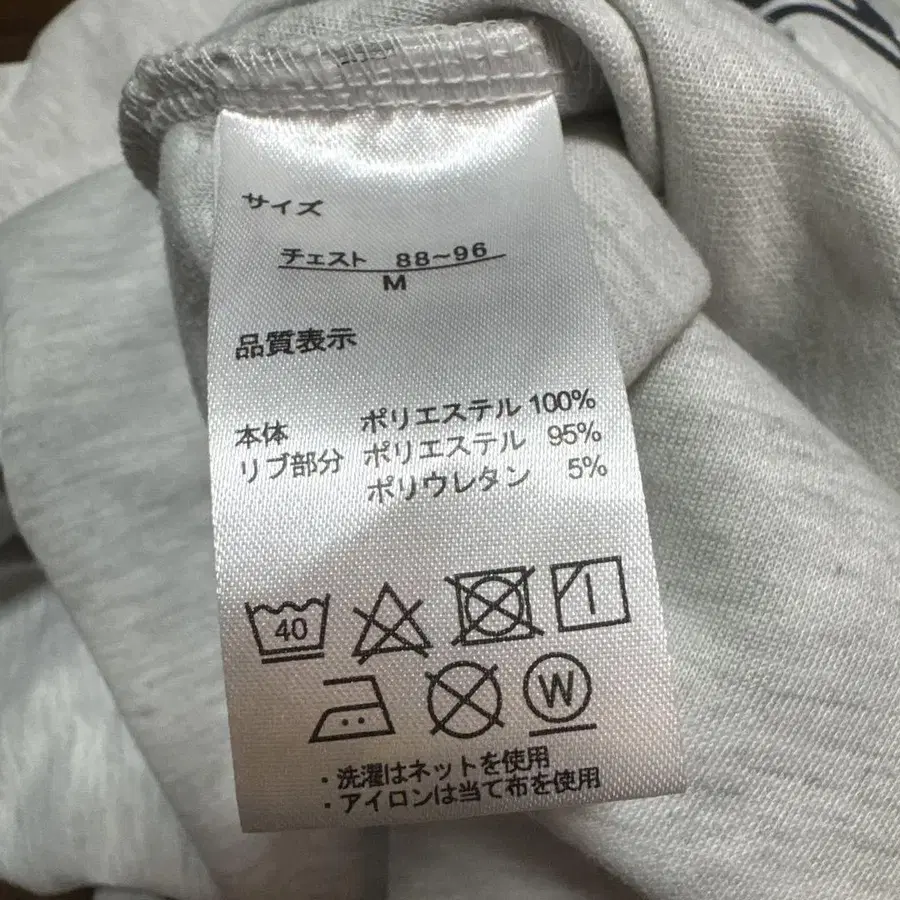 サイズ
チェスト 88~96
M
品質表示
本体 ポリエステル 100%
リブ部分 ポリエステル 95%
ポリウレタン 5%
40
W
・洗濯はネットを使用
・アイロンは当て布を使用